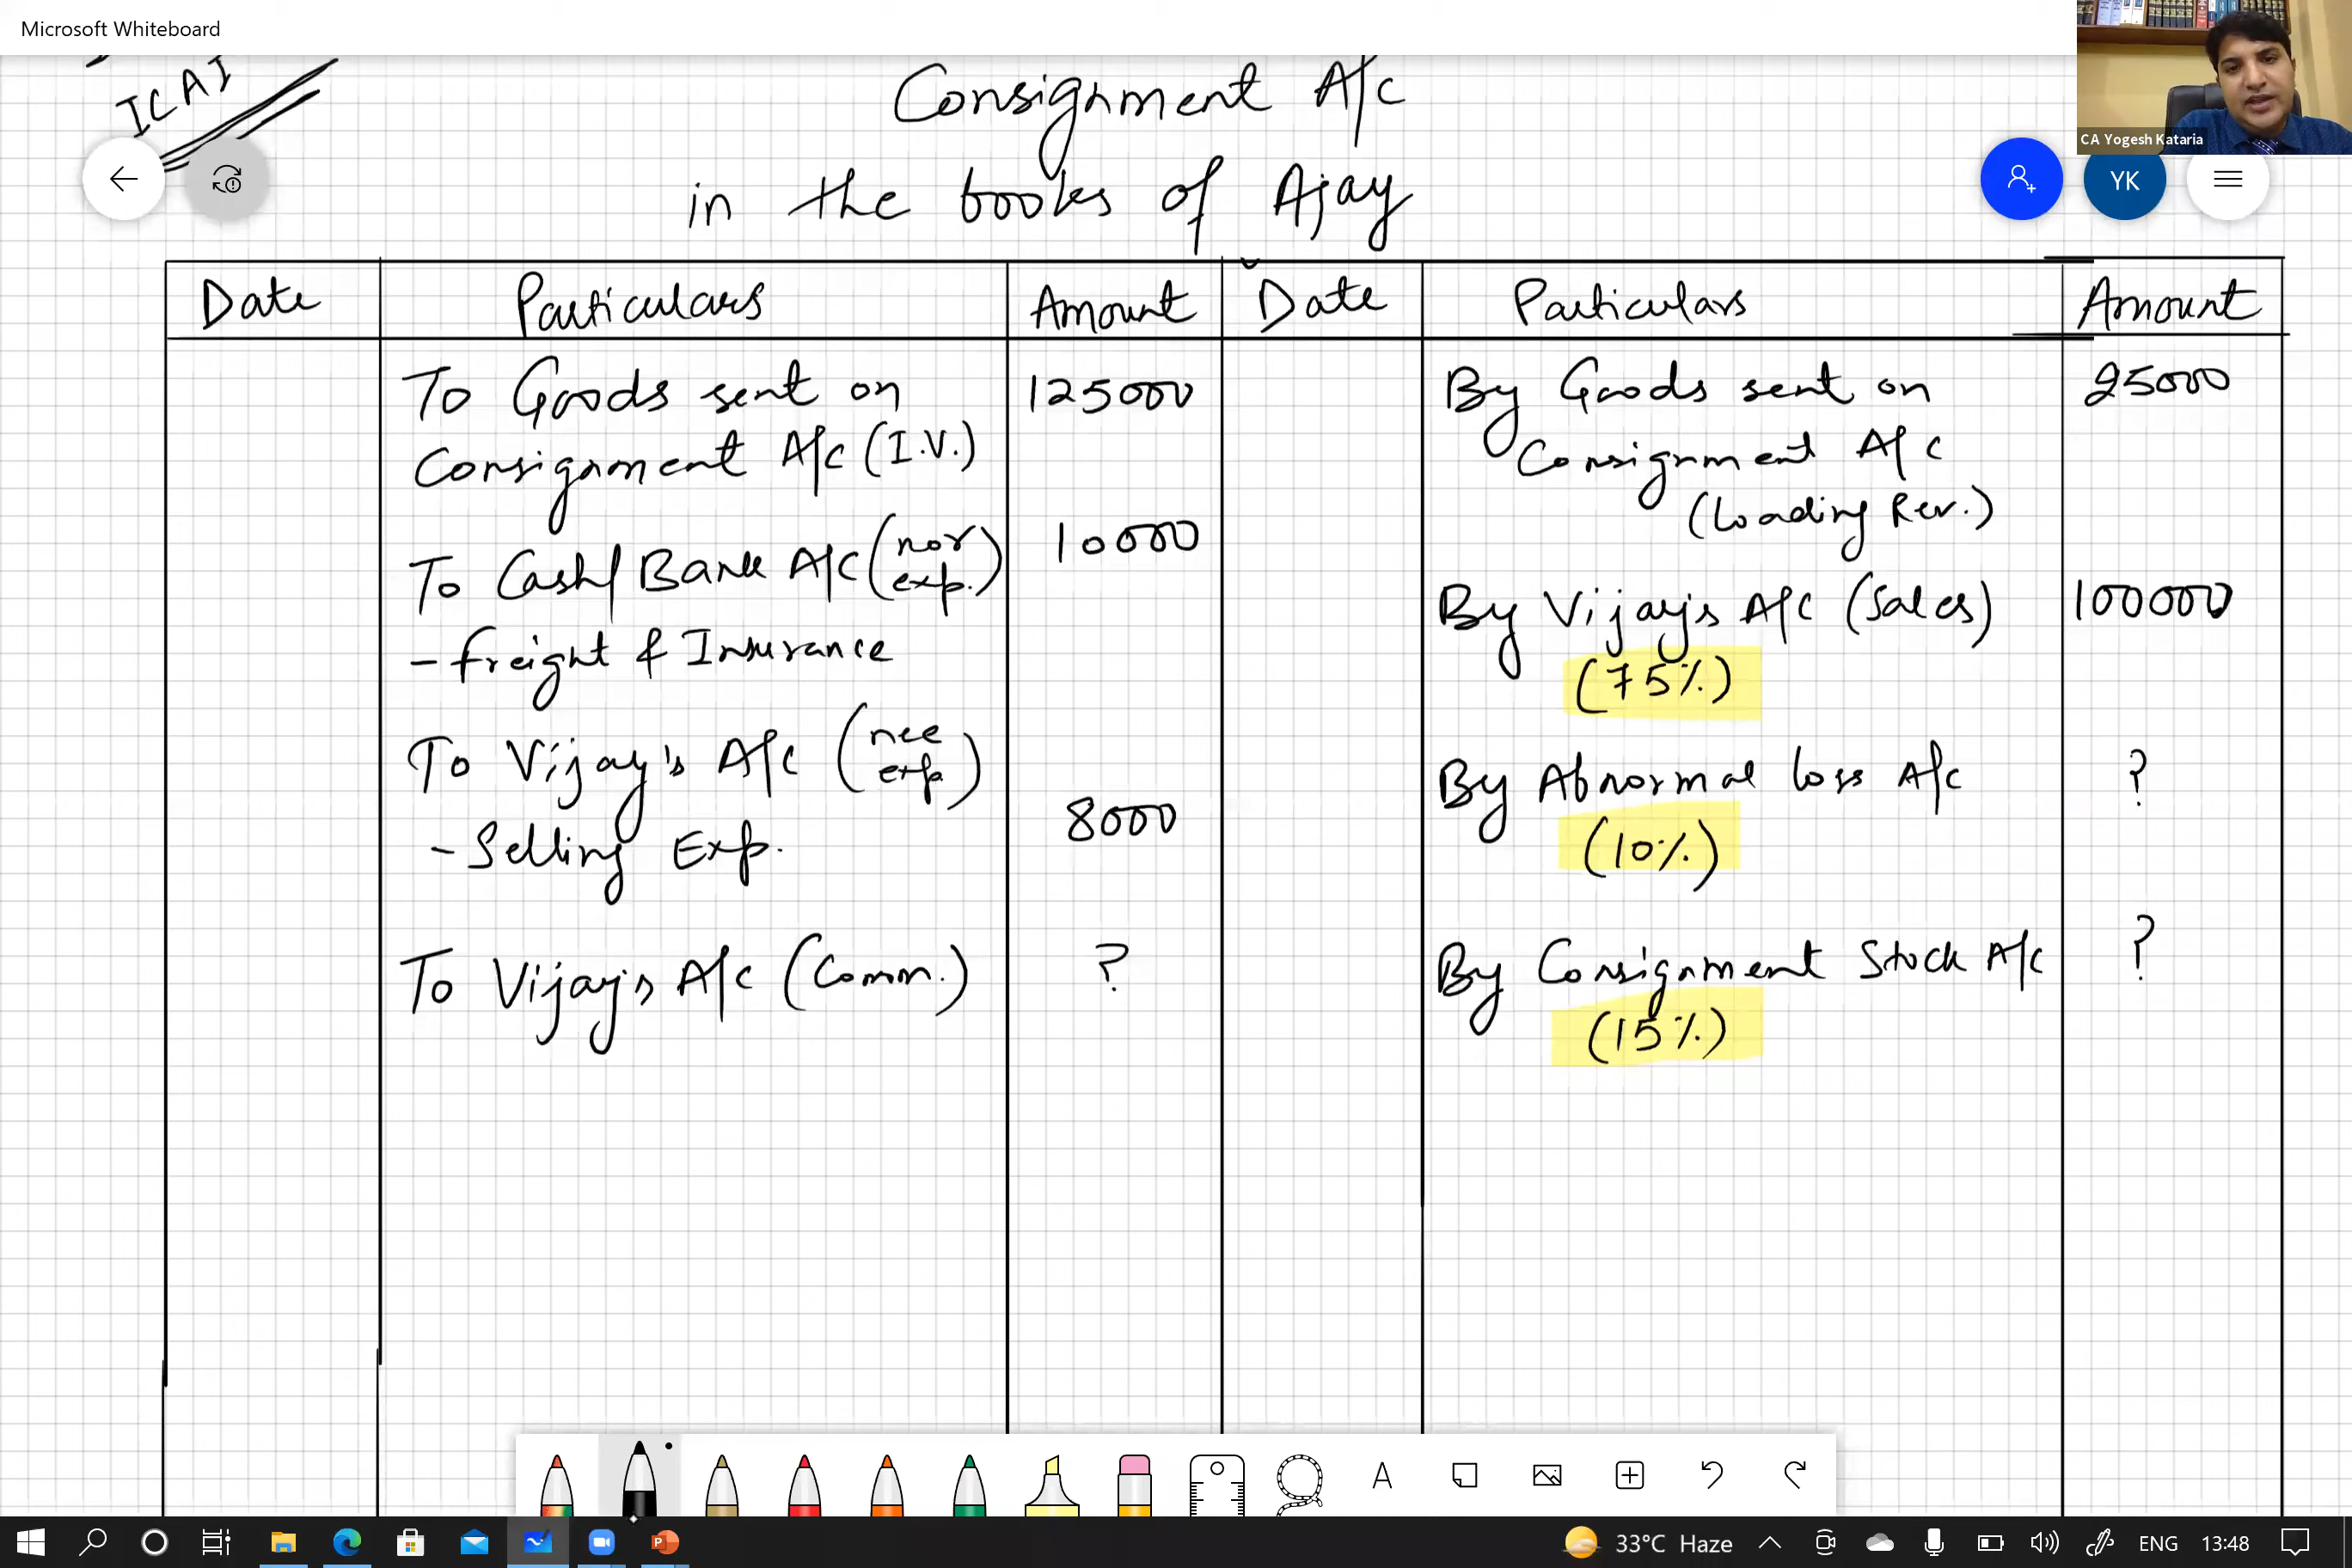 Microsoft Whiteboard
ICAI
CA Yogesh Kataria
YK
Consignment A/c
in the books of Ajay
Date Particulars Amount Date Particulars Amount
To Goods sent on 125000
Consignment A/c (I.V.)
To Cash/Bank A/c (nor exp.) 10000
- freight & Insurance
To Vijay's A/c (nee exp)
- Selling Exp. 8000
To Vijay's A/c (Comm.) ?
By Goods sent on 25000
Consignment A/c
(Loading Rev.)
By Vijay's A/c (Sales) 100000
(75%)
By Abnormal loss A/c ?
(10%)
By Consignment Stock A/c ?
(15%)
A
33°C Haze ENG 13:48